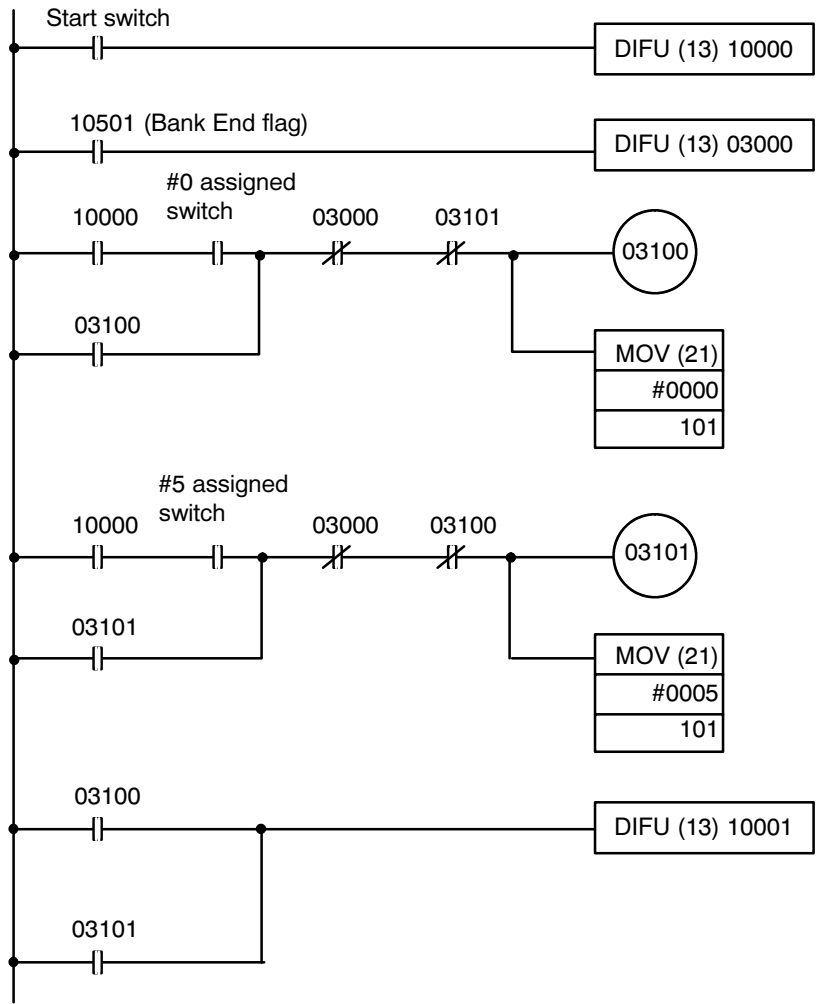 Start switch
DIFU (13) 10000
10501 (Bank End flag)
DIFU (13) 03000
#0 assigned
switch
10000
03000
03101
03100
03100
MOV (21)
#0000
101
#5 assigned
switch
10000
03000
03100
03101
03101
MOV (21)
#0005
101
03100
DIFU (13) 10001
03101